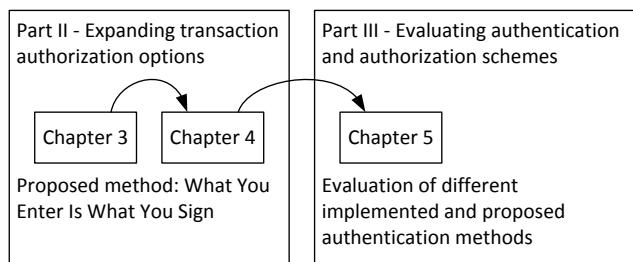 Part II - Expanding transaction
authorization options
Chapter 3
Chapter 4
Proposed method: What You
Enter Is What You Sign
Part III - Evaluating authentication
and authorization schemes
Chapter 5
Evaluation of different
implemented and proposed
authentication methods